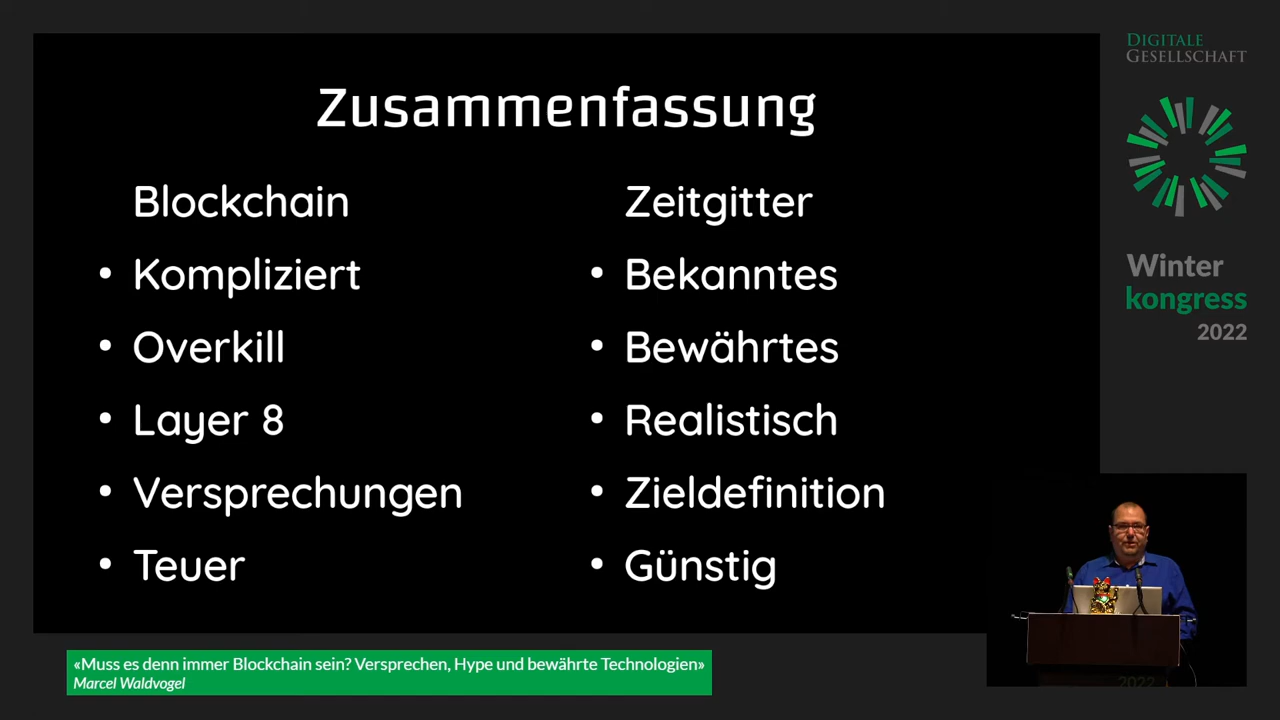 Zusammenfassung
Blockchain
• Kompliziert
• Overkill
• Layer 8
• Versprechungen
• Teuer
Zeitgitter
• Bekanntes
• Bewährtes
• Realistisch
• Zieldefinition
• Günstig
DIGITALE
GESELLSCHAFT
Winter
kongress
2022
«Muss es denn immer Blockchain sein? Versprechen, Hype und bewährte Technologien»
Marcel Waldvogel
2022